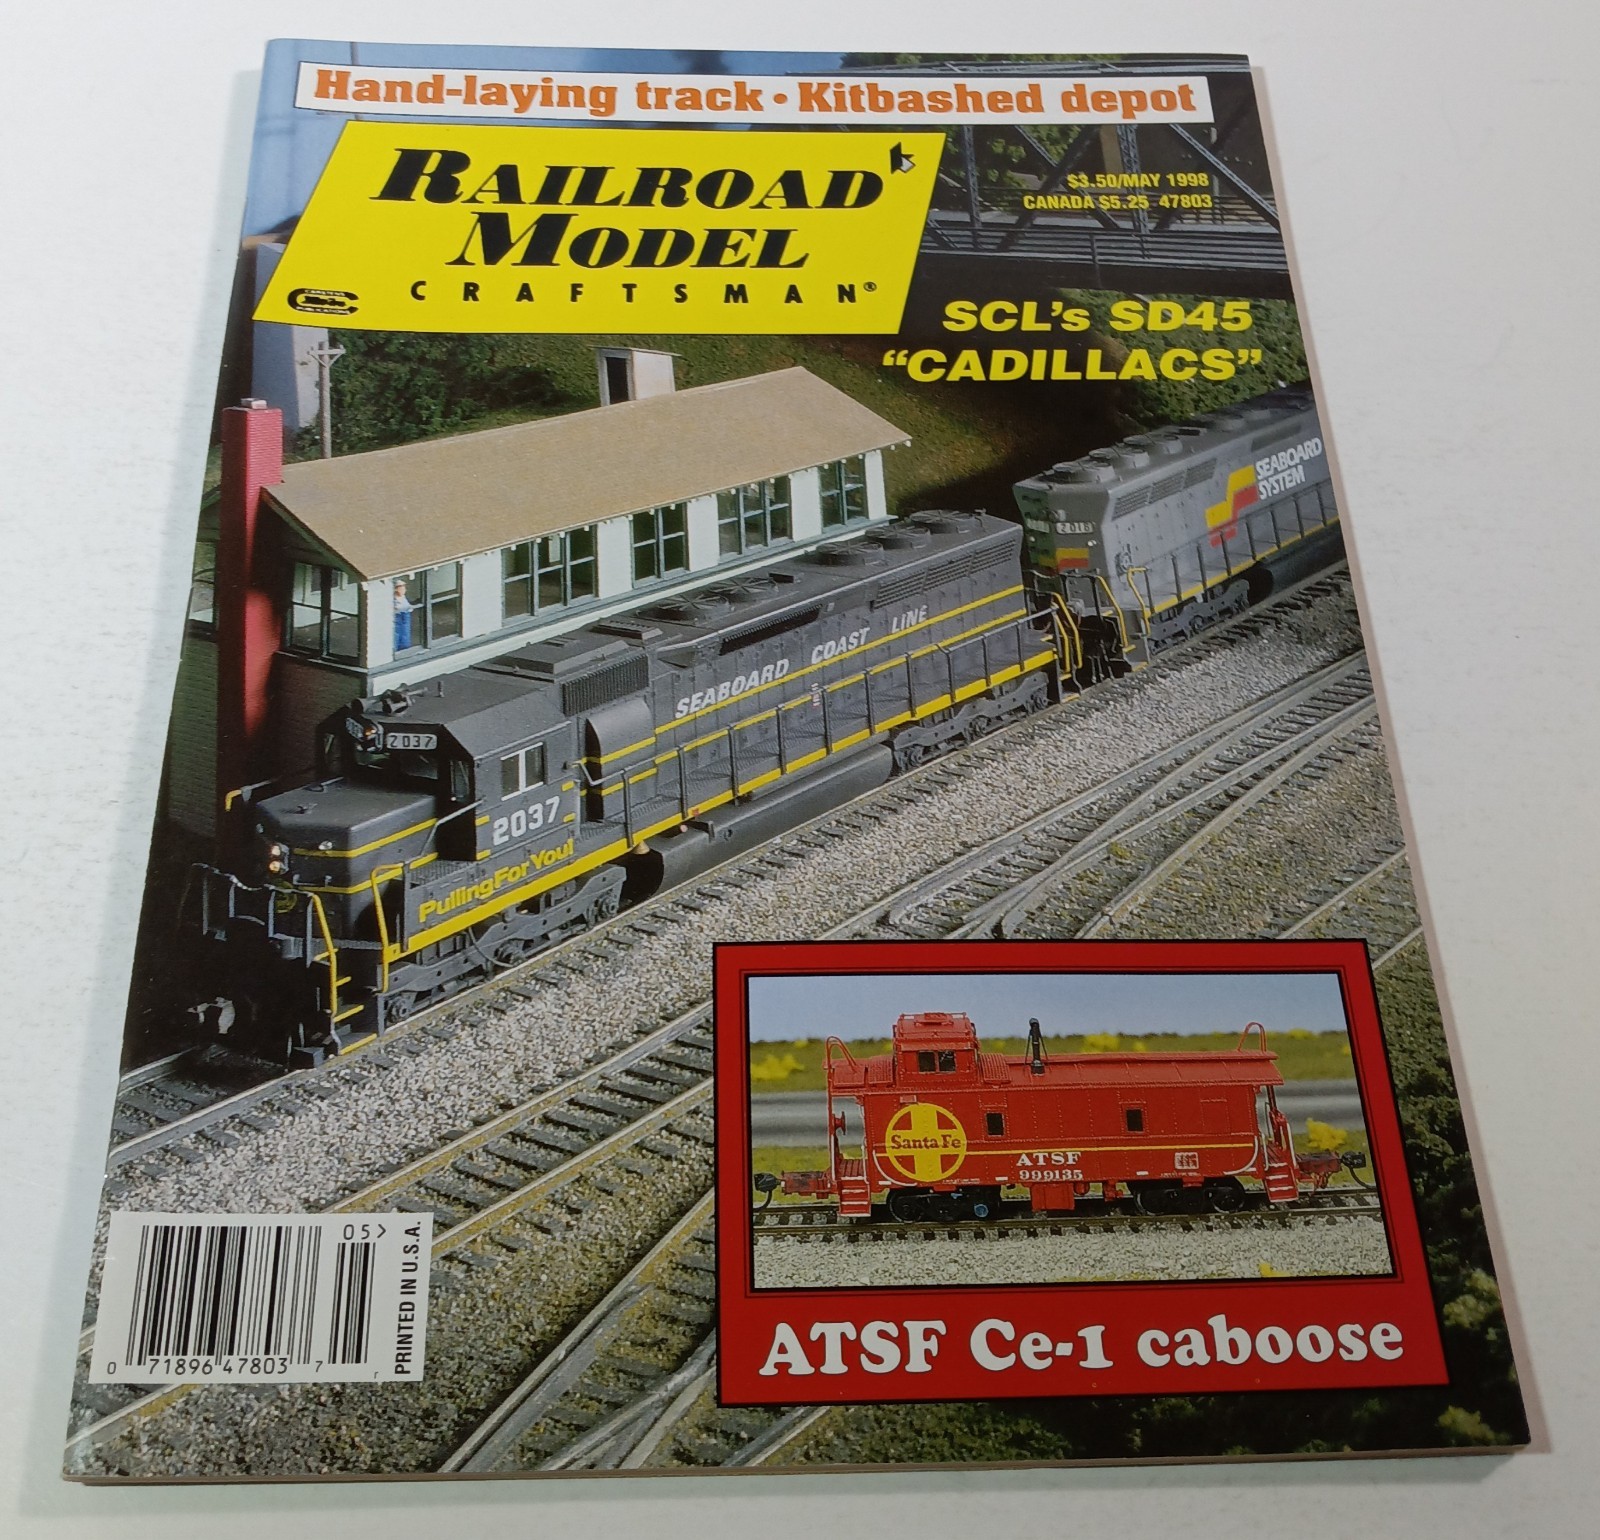 Hand-laying track • Kitbashed depot
RAILROAD
MODEL
CRAFTSMAN®
$3.50/MAY 1998
CANADA $5.25 47803
SCL's SD45
"CADILLACS"
SEABOARD
SYSTEM
2016
SEABOARD COAST LINE
2037
2037
Pulling For You!
Santa Fe
ATSF
999135
ATSF Ce-1 caboose
05>
0 71896 47803 7
PRINTED IN U.S.A.